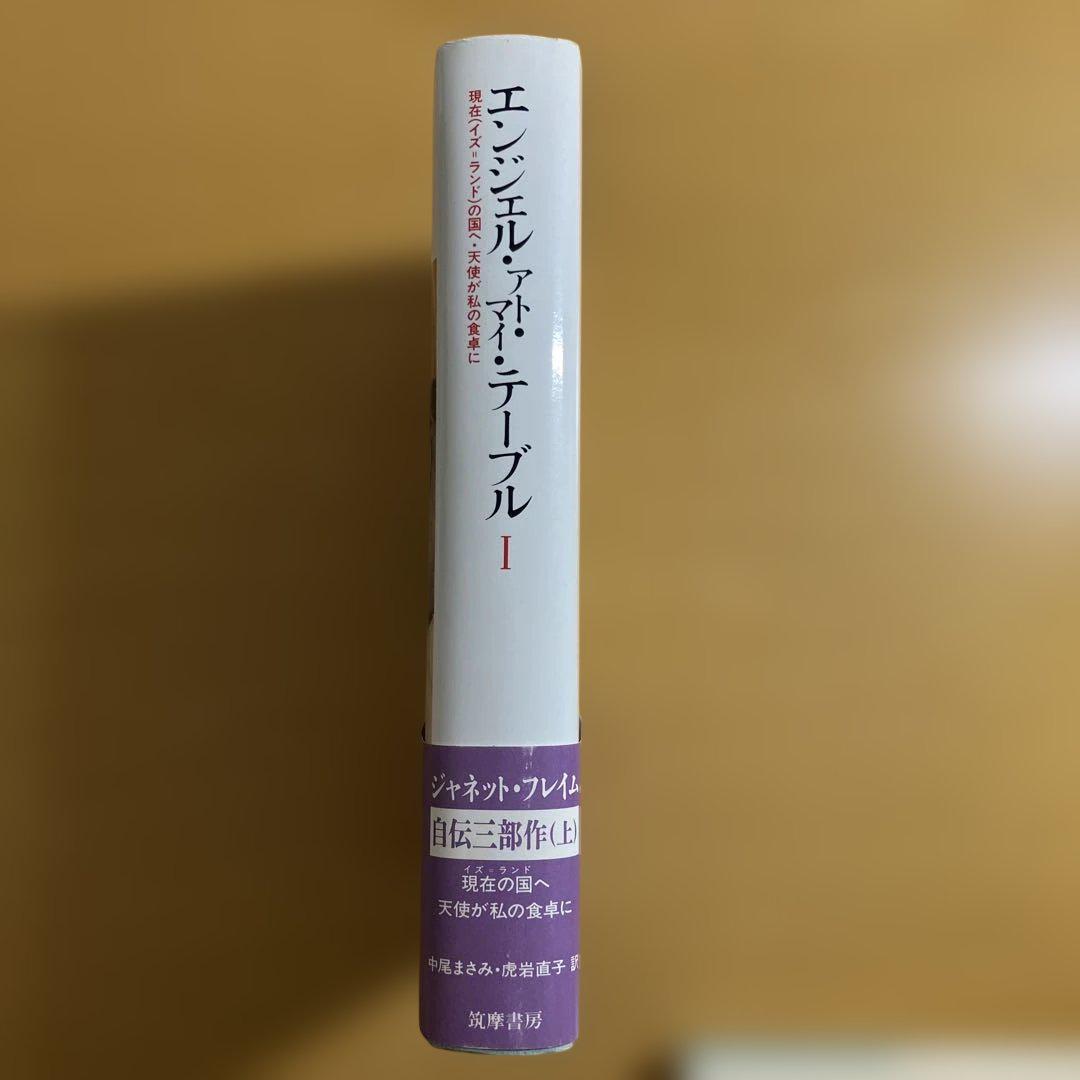 エンジェル・アト・マイ・テーブル I
現在(イズ=ランド)の国へ・天使が私の食卓に
ジャネット・フレイム
自伝三部作(上)
イズ=ランド
現在の国へ
天使が私の食卓に
中尾まさみ・虎岩直子 訳
筑摩書房